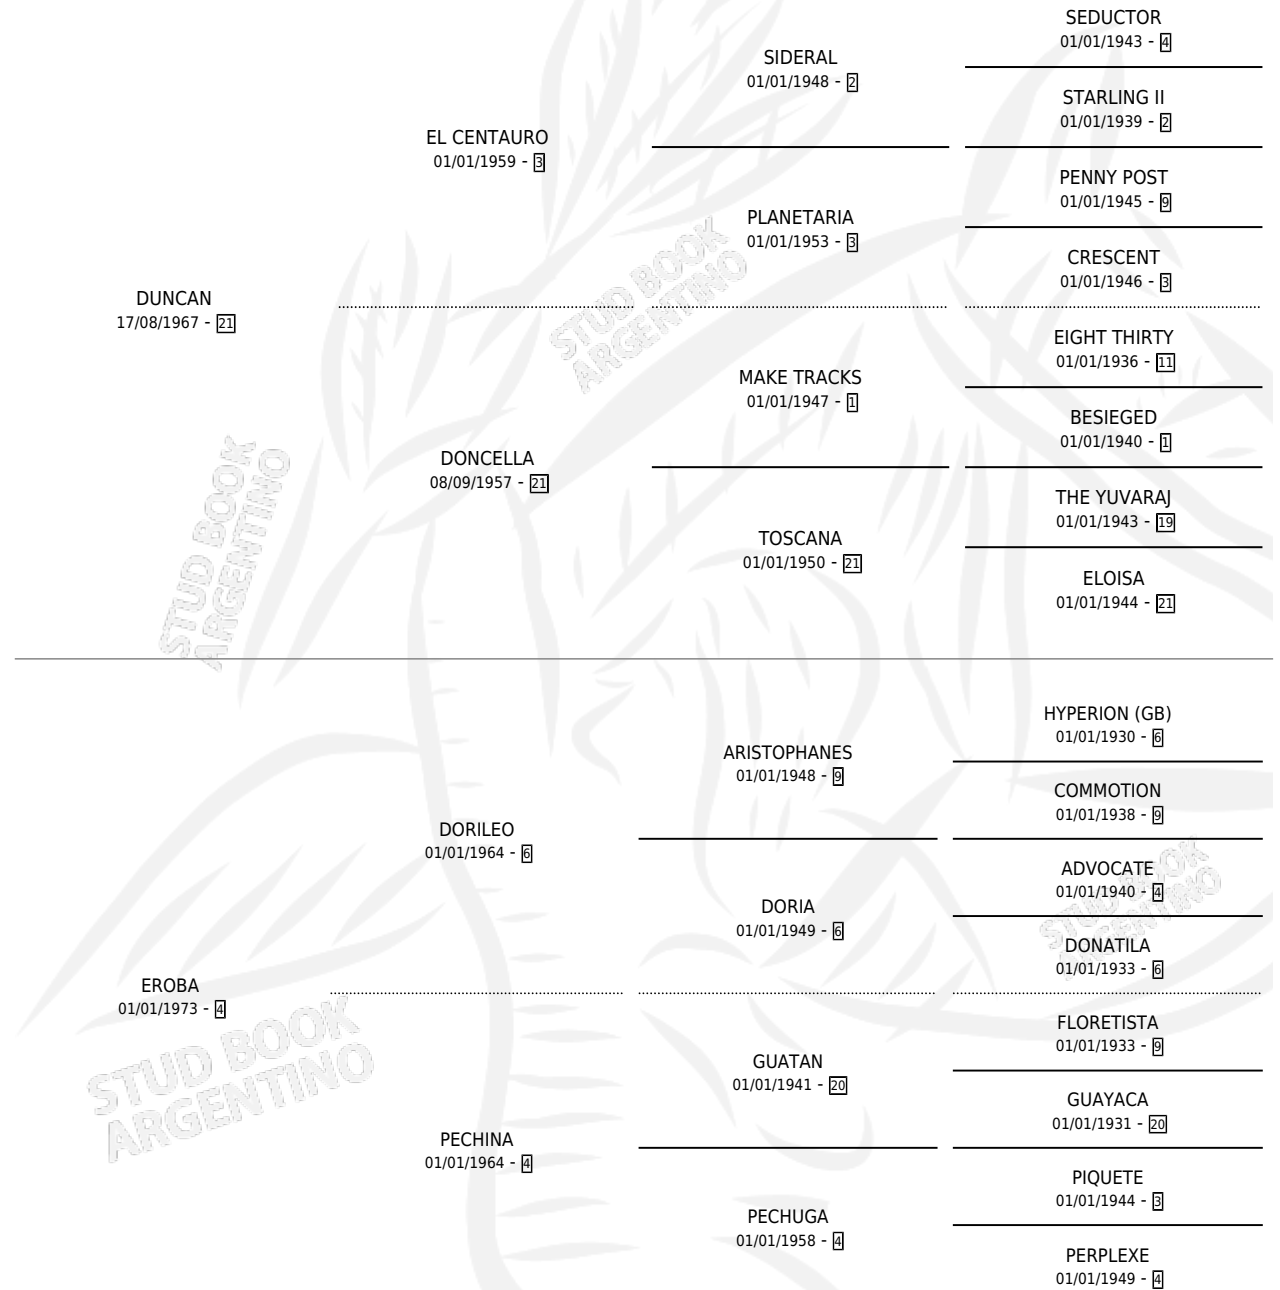 SEDUCTOR
01/01/1943 - 4
SIDERAL
01/01/1948 - 2
STARLING II
01/01/1939 - 2
EL CENTAURO
01/01/1959 - 3
PENNY POST
01/01/1945 - 9
PLANETARIA
01/01/1953 - 3
CRESCENT
01/01/1946 - 3
DUNCAN
17/08/1967 - 21
EIGHT THIRTY
01/01/1936 - 11
MAKE TRACKS
01/01/1947 - 1
BESIEGED
01/01/1940 - 1
DONCELLA
08/09/1957 - 21
THE YUVARAJ
01/01/1943 - 19
TOSCANA
01/01/1950 - 21
ELOISA
01/01/1944 - 21
STUD BOOK
ARGENTINO
STUD BOOK
ARGENTINO
HYPERION (GB)
01/01/1930 - 6
ARISTOPHANES
01/01/1948 - 9
COMMOTION
01/01/1938 - 9
DORILEO
01/01/1964 - 6
ADVOCATE
01/01/1940 - 4
DORIA
01/01/1949 - 6
DONATILA
01/01/1933 - 6
EROBA
01/01/1973 - 4
FLORETISTA
01/01/1933 - 9
GUATAN
01/01/1941 - 20
GUAYACA
01/01/1931 - 20
PECHINA
01/01/1964 - 4
PIQUETE
01/01/1944 - 3
PECHUGA
01/01/1958 - 4
PERPLEXE
01/01/1949 - 4
STUD BOOK
ARGENTINO
STUD BOOK
ARGENTINO